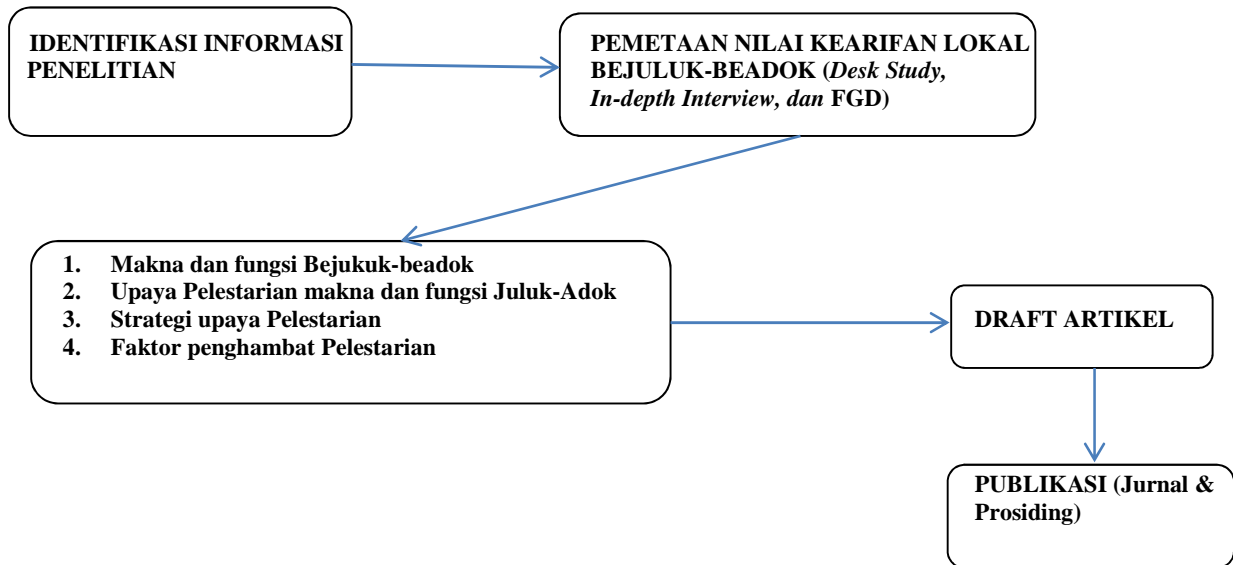 IDENTIFIKASI INFORMASI
PENELITIAN
PEMETAAN NILAI KEARIFAN LOKAL
BEJULUK-BEADOK (Desk Study,
In-depth Interview, dan FGD)
1. Makna dan fungsi Bejukuk-beadok
2. Upaya Pelestarian makna dan fungsi Juluk-Adok
3. Strategi upaya Pelestarian
4. Faktor penghambat Pelestarian
DRAFT ARTIKEL
PUBLIKASI (Jurnal &
Prosiding)